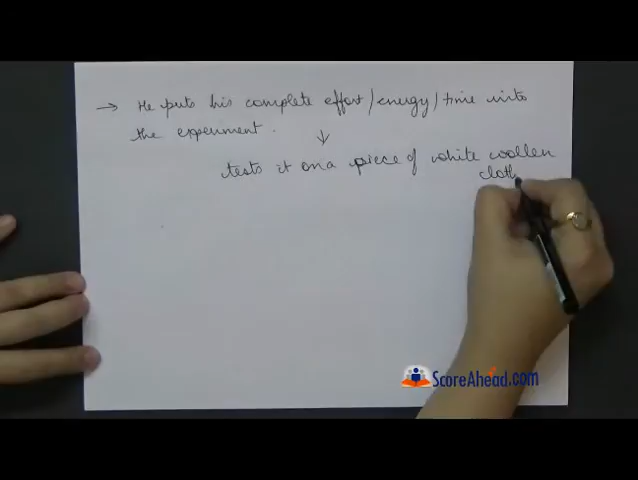 → He puts his complete effort/energy/time into
the experiment.
↓
tests it on a piece of white woollen
cloth
ScoreAhead.com